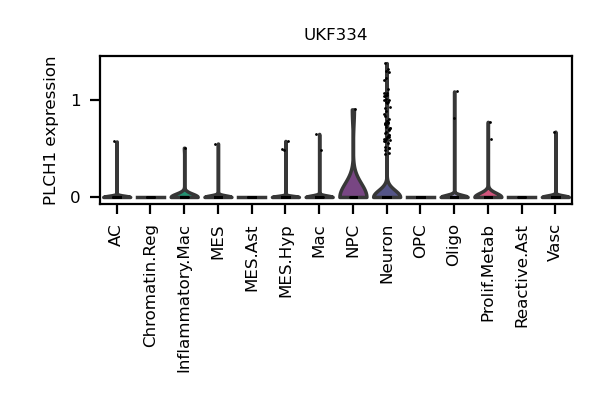 UKF334
PLCH1 expression
1
0
AC
Chromatin.Reg
Inflammatory.Mac
MES
MES.Ast
MES.Hyp
Mac
NPC
Neuron
OPC
Oligo
Prolif.Metab
Reactive.Ast
Vasc